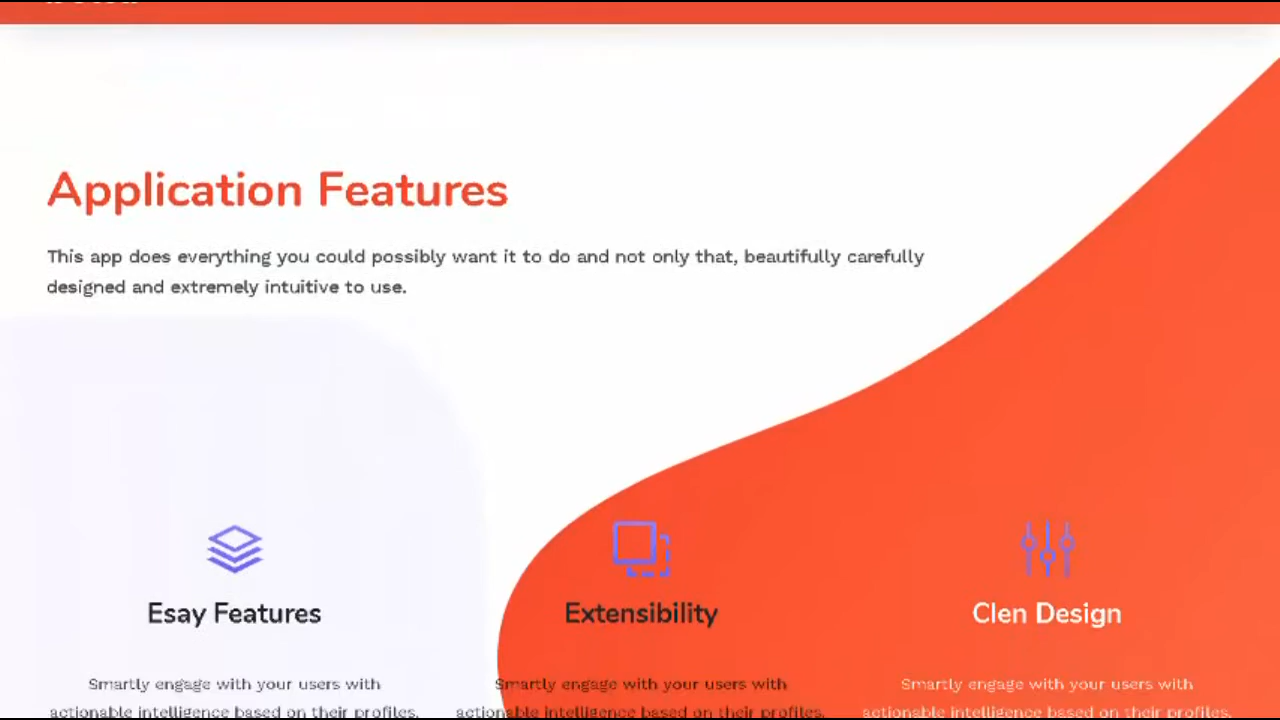 Application Features
This app does everything you could possibly want it to do and not only that, beautifully carefully
designed and extremely intuitive to use.
Esay Features
Extensibility
Clen Design
Smartly engage with your users with
actionable intelligence based on their profiles.
Smartly engage with your users with
actionable intelligence based on their profiles.
Smartly engage with your users with
actionable intelligence based on their profiles.